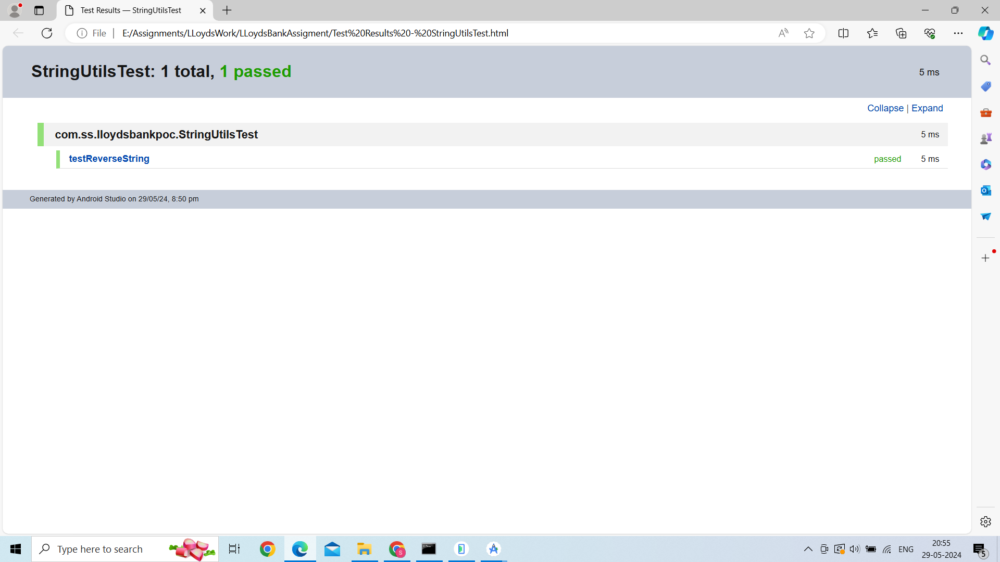 Test Results — StringUtilsTest
File
E:/Assignments/LLoydsWork/LLoydsBankAssigment/Test%20Results%20-%20StringUtilsTest.html
StringUtilsTest: 1 total, 1 passed
5 ms
Collapse | Expand
com.ss.lloydsbankpoc.StringUtilsTest
5 ms
testReverseString
passed
5 ms
Generated by Android Studio on 29/05/24, 8:50 pm
Type here to search
S
ENG
20:55
29-05-2024
5